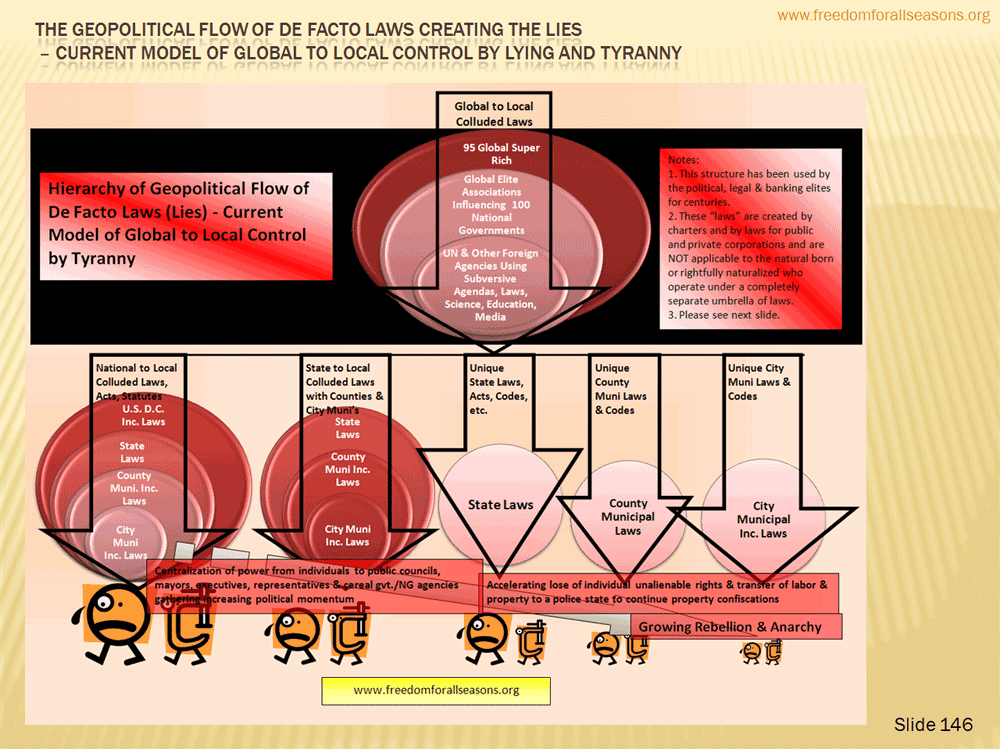 www.freedomforallseasons.org
THE GEOPOLITICAL FLOW OF DE FACTO LAWS CREATING THE LIES
– CURRENT MODEL OF GLOBAL TO LOCAL CONTROL BY LYING AND TYRANNY
Global to Local
Colluded Laws
95 Global Super
Rich
Global Elite
Associations
Influencing 100
National
Governments
UN & Other Foreign
Agencies Using
Subversive
Agendas, Laws,
Science, Education,
Media
Hierarchy of Geopolitical Flow of
De Facto Laws (Lies) - Current
Model of Global to Local Control
by Tyranny
Notes:
1. This structure has been used by
the political, legal & banking elites
for centuries.
2. These “laws” are created by
charters and by laws for public
and private corporations and are
NOT applicable to the natural born
or rightfully naturalized who
operate under a completely
separate umbrella of laws.
3. Please see next slide.
National to Local
Colluded Laws,
Acts, Statutes
U.S. D.C.
Inc. Laws
State
Laws
County
Muni. Inc.
Laws
City
Muni
Inc. Laws
State to Local
Colluded Laws
with Counties &
City Muni's
State
Laws
County
Muni Inc.
Laws
City Muni
Inc. Laws
Unique
State Laws,
Acts, Codes,
etc.
State Laws
Unique
County
Muni Laws
& Codes
County
Municipal
Laws
Unique City
Muni Laws &
Codes
City
Municipal
Inc. Laws
Centralization of power from individuals to public councils,
mayors, executives, representatives & cereal gvt./NG agencies
gathering increasing political momentum
Accelerating lose of individual unalienable rights & transfer of labor &
property to a police state to continue property confiscations
Growing Rebellion & Anarchy
www.freedomforallseasons.org
Slide 146